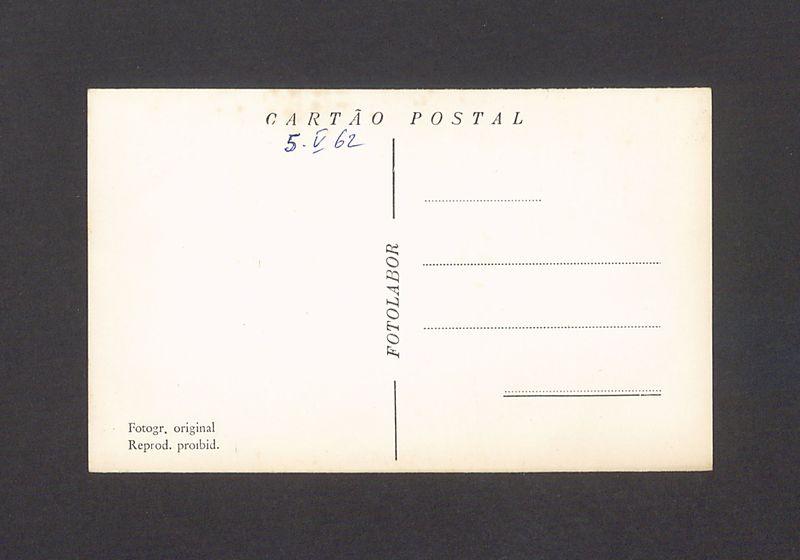 CARTÃO POSTAL
5. V 62
FOTOLABOR
Fotogr. original
Reprod. proibid.